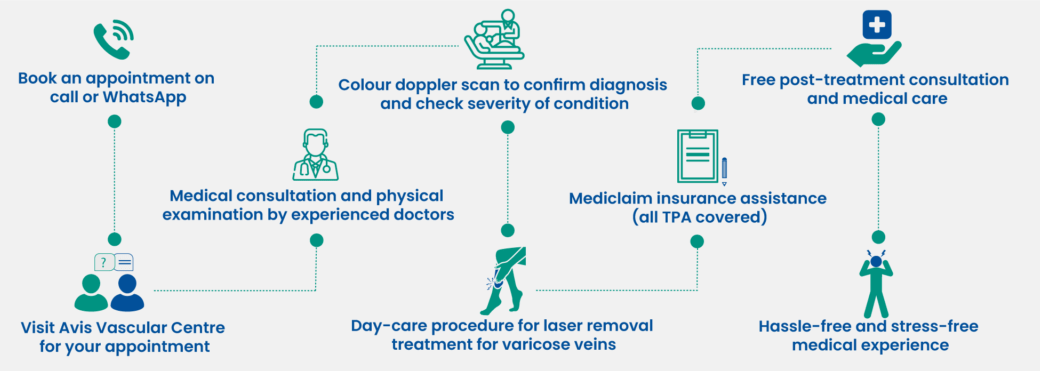 Book an appointment on
call or WhatsApp
?
Visit Avis Vascular Centre
for your appointment
Medical consultation and physical
examination by experienced doctors
Colour doppler scan to confirm diagnosis
and check severity of condition
Day-care procedure for laser removal
treatment for varicose veins
Mediclaim insurance assistance
(all TPA covered)
Free post-treatment consultation
and medical care
Hassle-free and stress-free
medical experience